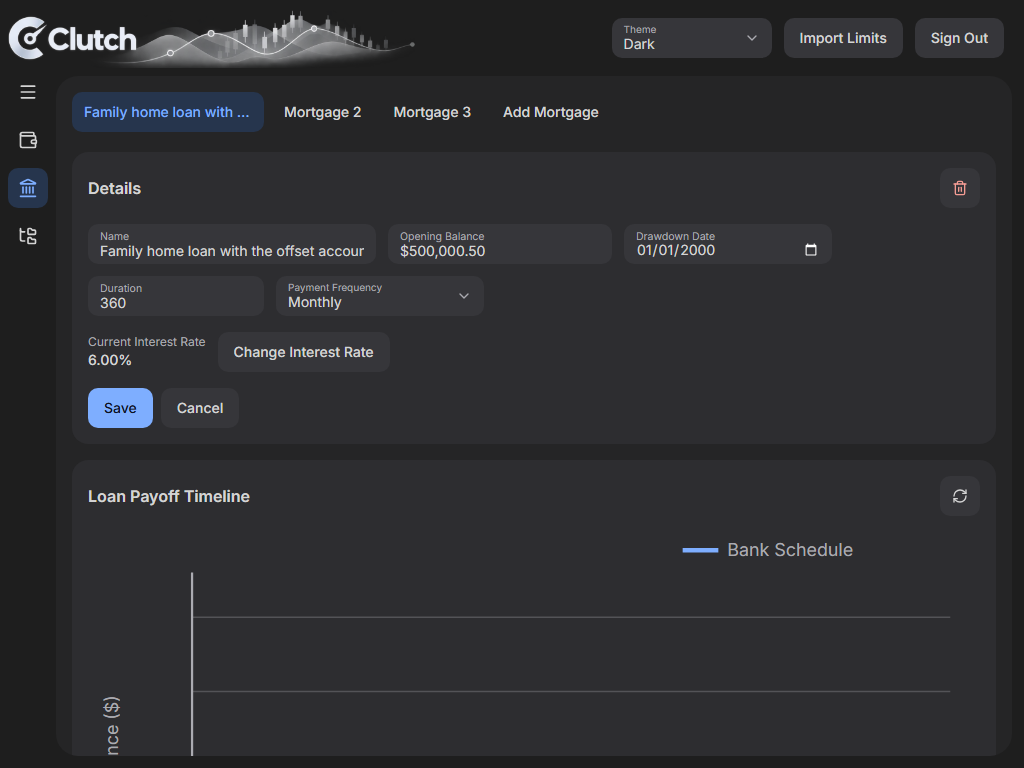 Clutch
Theme
Dark
Import Limits
Sign Out
Family home loan with ...
Mortgage 2
Mortgage 3
Add Mortgage
Details
Name
Family home loan with the offset accour
Opening Balance
$500,000.50
Drawdown Date
01/01/2000
Duration
360
Payment Frequency
Monthly
Current Interest Rate
6.00%
Change Interest Rate
Save
Cancel
Loan Payoff Timeline
Bank Schedule
nce ($)